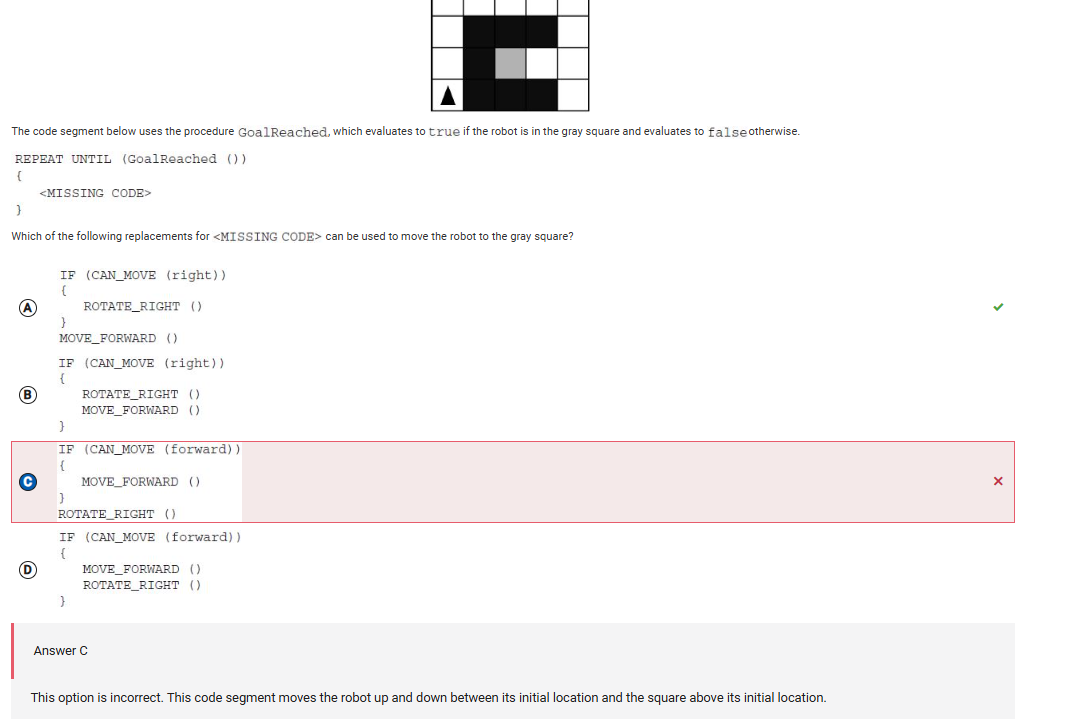 The code segment below uses the procedure GoalReached, which evaluates to true if the robot is in the gray square and evaluates to false otherwise.
REPEAT UNTIL (GoalReached ())
{
<MISSING CODE>
}
Which of the following replacements for <MISSING CODE> can be used to move the robot to the gray square?
IF (CAN_MOVE (right))
{
A
ROTATE_RIGHT ()
}
MOVE_FORWARD ()
IF (CAN_MOVE (right))
{
B
ROTATE_RIGHT ()
MOVE_FORWARD ()
}
IF (CAN_MOVE (forward))
{
C
MOVE_FORWARD ()
}
ROTATE_RIGHT ()
IF (CAN_MOVE (forward))
{
D
MOVE_FORWARD ()
ROTATE_RIGHT ()
}
Answer C
This option is incorrect. This code segment moves the robot up and down between its initial location and the square above its initial location.